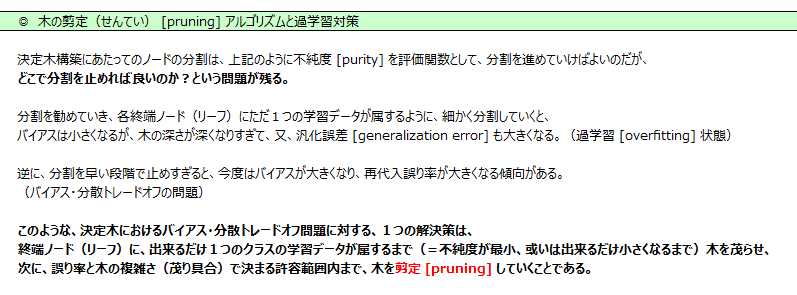 ◎ 木の剪定（せんてい） [pruning] アルゴリズムと過学習対策
決定木構築にあたってのノードの分割は、上記のように不純度 [purity] を評価関数として、分割を進めていけばよいのだが、
どこで分割を止めれば良いのか？という問題が残る。
分割を勧めていき、各終端ノード（リーフ）にただ１つの学習データが属するように、細かく分割していくと、
バイアスは小さくなるが、木の深さが深くなりすぎて、又、汎化誤差 [generalization error] も大きくなる。（過学習 [overfitting] 状態）
逆に、分割を早い段階で止めすぎると、今度はバイアスが大きくなり、再代入誤り率が大きくなる傾向がある。
（バイアス・分散トレードオフの問題）
このような、決定木におけるバイアス・分散トレードオフ問題に対する、１つの解決策は、
終端ノード（リーフ）に、出来るだけ１つのクラスの学習データが属するまで（＝不純度が最小、或いは出来るだけ小さくなるまで）木を茂らせ、
次に、誤り率と木の複雑さ（茂り具合）で決まる許容範囲内まで、木を剪定 [pruning] していくことである。